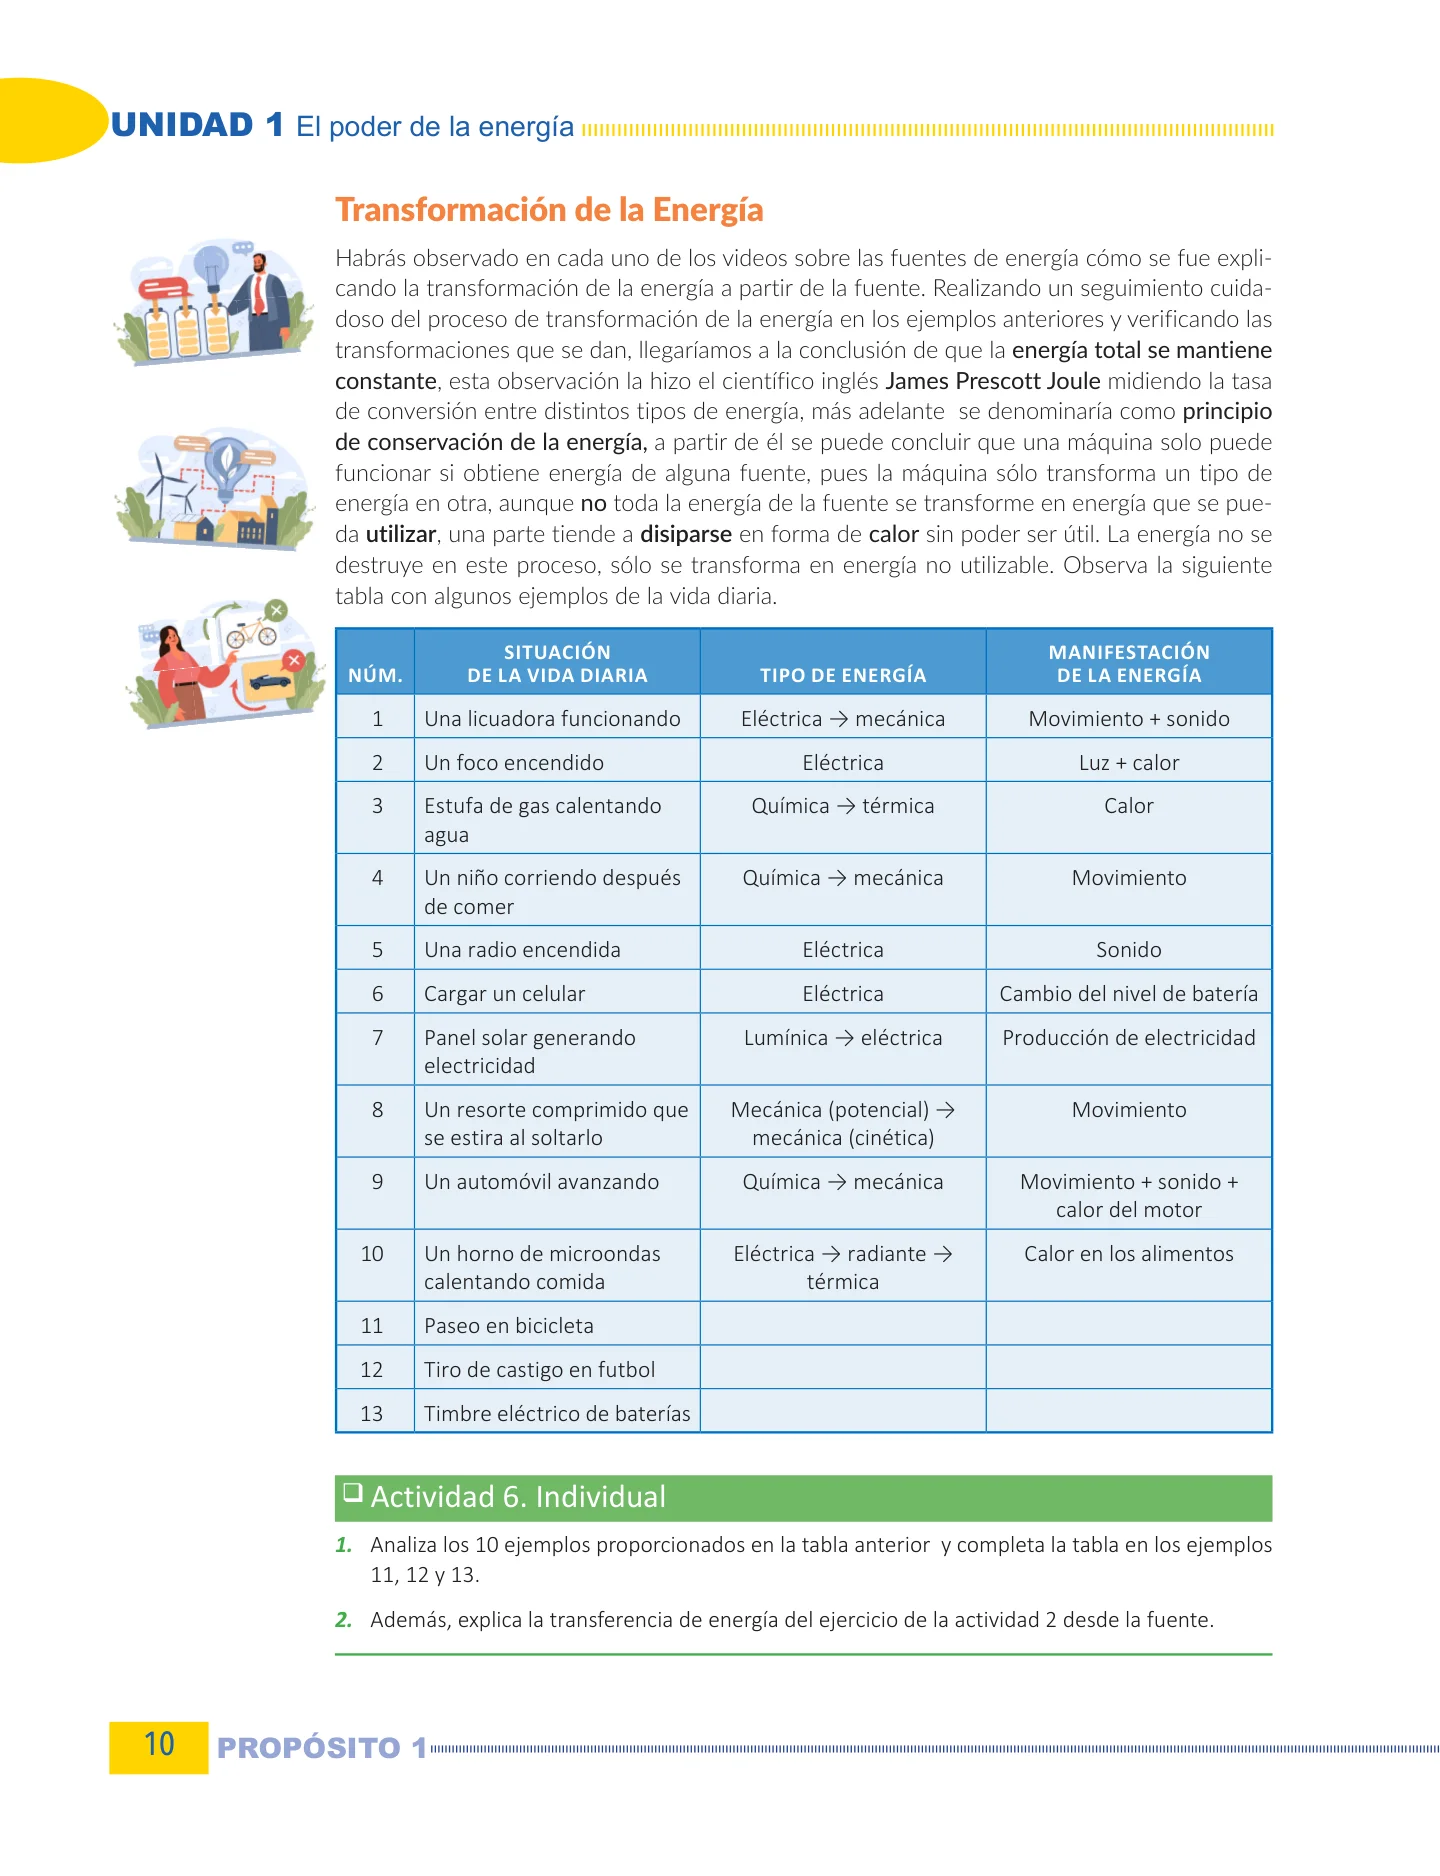 UNIDAD 1 El poder de la energía
Transformación de la Energía
Habrás observado en cada uno de los videos sobre las fuentes de energía cómo se fue expli-
cando la transformación de la energía a partir de la fuente. Realizando un seguimiento cuida-
doso del proceso de transformación de la energía en los ejemplos anteriores y verificando las
transformaciones que se dan, llegaríamos a la conclusión de que la energía total se mantiene
constante, esta observación la hizo el científico inglés James Prescott Joule midiendo la tasa
de conversión entre distintos tipos de energía, más adelante se denominaría como principio
de conservación de la energía, a partir de él se puede concluir que una máquina solo puede
funcionar si obtiene energía de alguna fuente, pues la máquina sólo transforma un tipo de
energía en otra, aunque no toda la energía de la fuente se transforme en energía que se pue-
da utilizar, una parte tiende a disiparse en forma de calor sin poder ser útil. La energía no se
destruye en este proceso, sólo se transforma en energía no utilizable. Observa la siguiente
tabla con algunos ejemplos de la vida diaria.
NÚM. SITUACIÓN DE LA VIDA DIARIA TIPO DE ENERGÍA MANIFESTACIÓN DE LA ENERGÍA
1 Una licuadora funcionando Eléctrica → mecánica Movimiento + sonido
2 Un foco encendido Eléctrica Luz + calor
3 Estufa de gas calentando agua Química → térmica Calor
4 Un niño corriendo después de comer Química → mecánica Movimiento
5 Una radio encendida Eléctrica Sonido
6 Cargar un celular Eléctrica Cambio del nivel de batería
7 Panel solar generando electricidad Lumínica → eléctrica Producción de electricidad
8 Un resorte comprimido que se estira al soltarlo Mecánica (potencial) → mecánica (cinética) Movimiento
9 Un automóvil avanzando Química → mecánica Movimiento + sonido + calor del motor
10 Un horno de microondas calentando comida Eléctrica → radiante → térmica Calor en los alimentos
11 Paseo en bicicleta
12 Tiro de castigo en futbol
13 Timbre eléctrico de baterías
❑ Actividad 6. Individual
1. Analiza los 10 ejemplos proporcionados en la tabla anterior y completa la tabla en los ejemplos
11, 12 y 13.
2. Además, explica la transferencia de energía del ejercicio de la actividad 2 desde la fuente.
10 PROPÓSITO 1